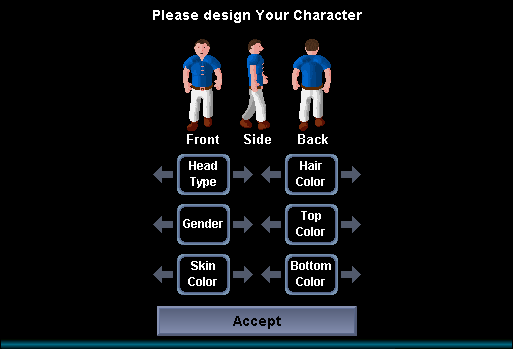 Please design Your Character
Front Side Back
Head Type
Hair Color
Gender
Top Color
Skin Color
Bottom Color
Accept